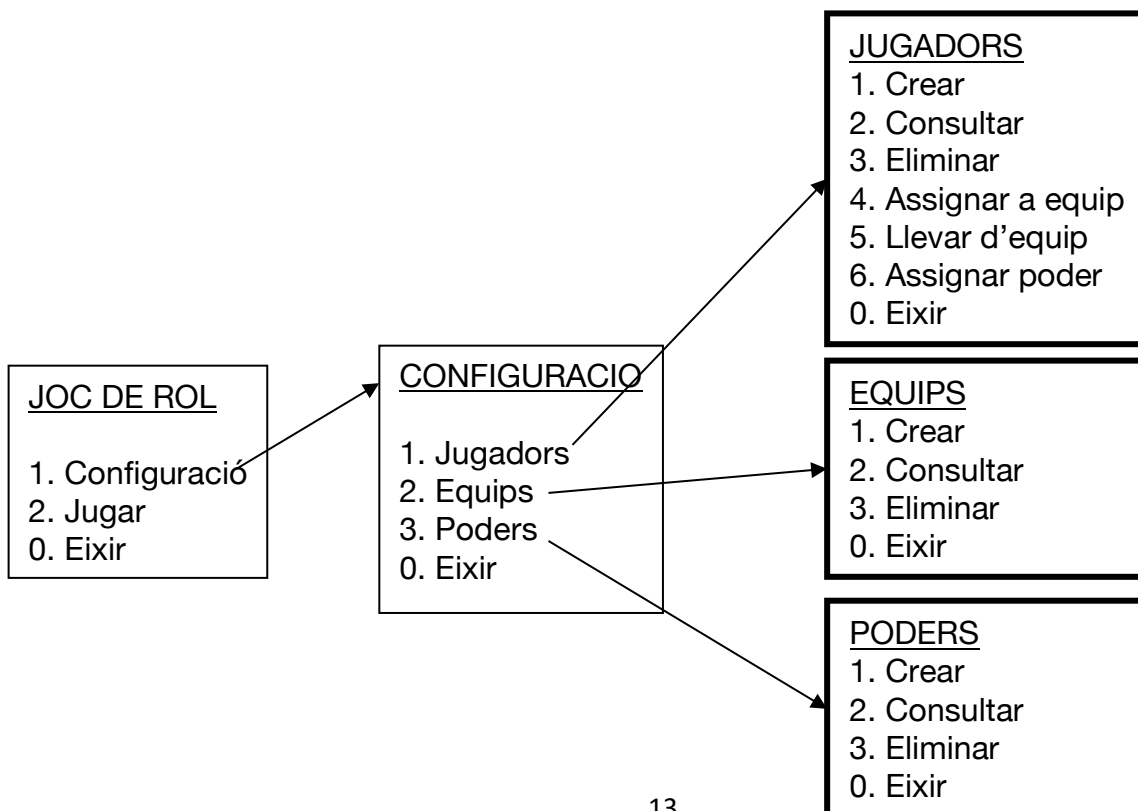 JOC DE ROL
1. Configuració
2. Jugar
0. Eixir
CONFIGURACIO
1. Jugadors
2. Equips
3. Poders
0. Eixir
JUGADORS
1. Crear
2. Consultar
3. Eliminar
4. Assignar a equip
5. Llevar d’equip
6. Assignar poder
0. Eixir
EQUIPS
1. Crear
2. Consultar
3. Eliminar
0. Eixir
PODERS
1. Crear
2. Consultar
3. Eliminar
0. Eixir
13